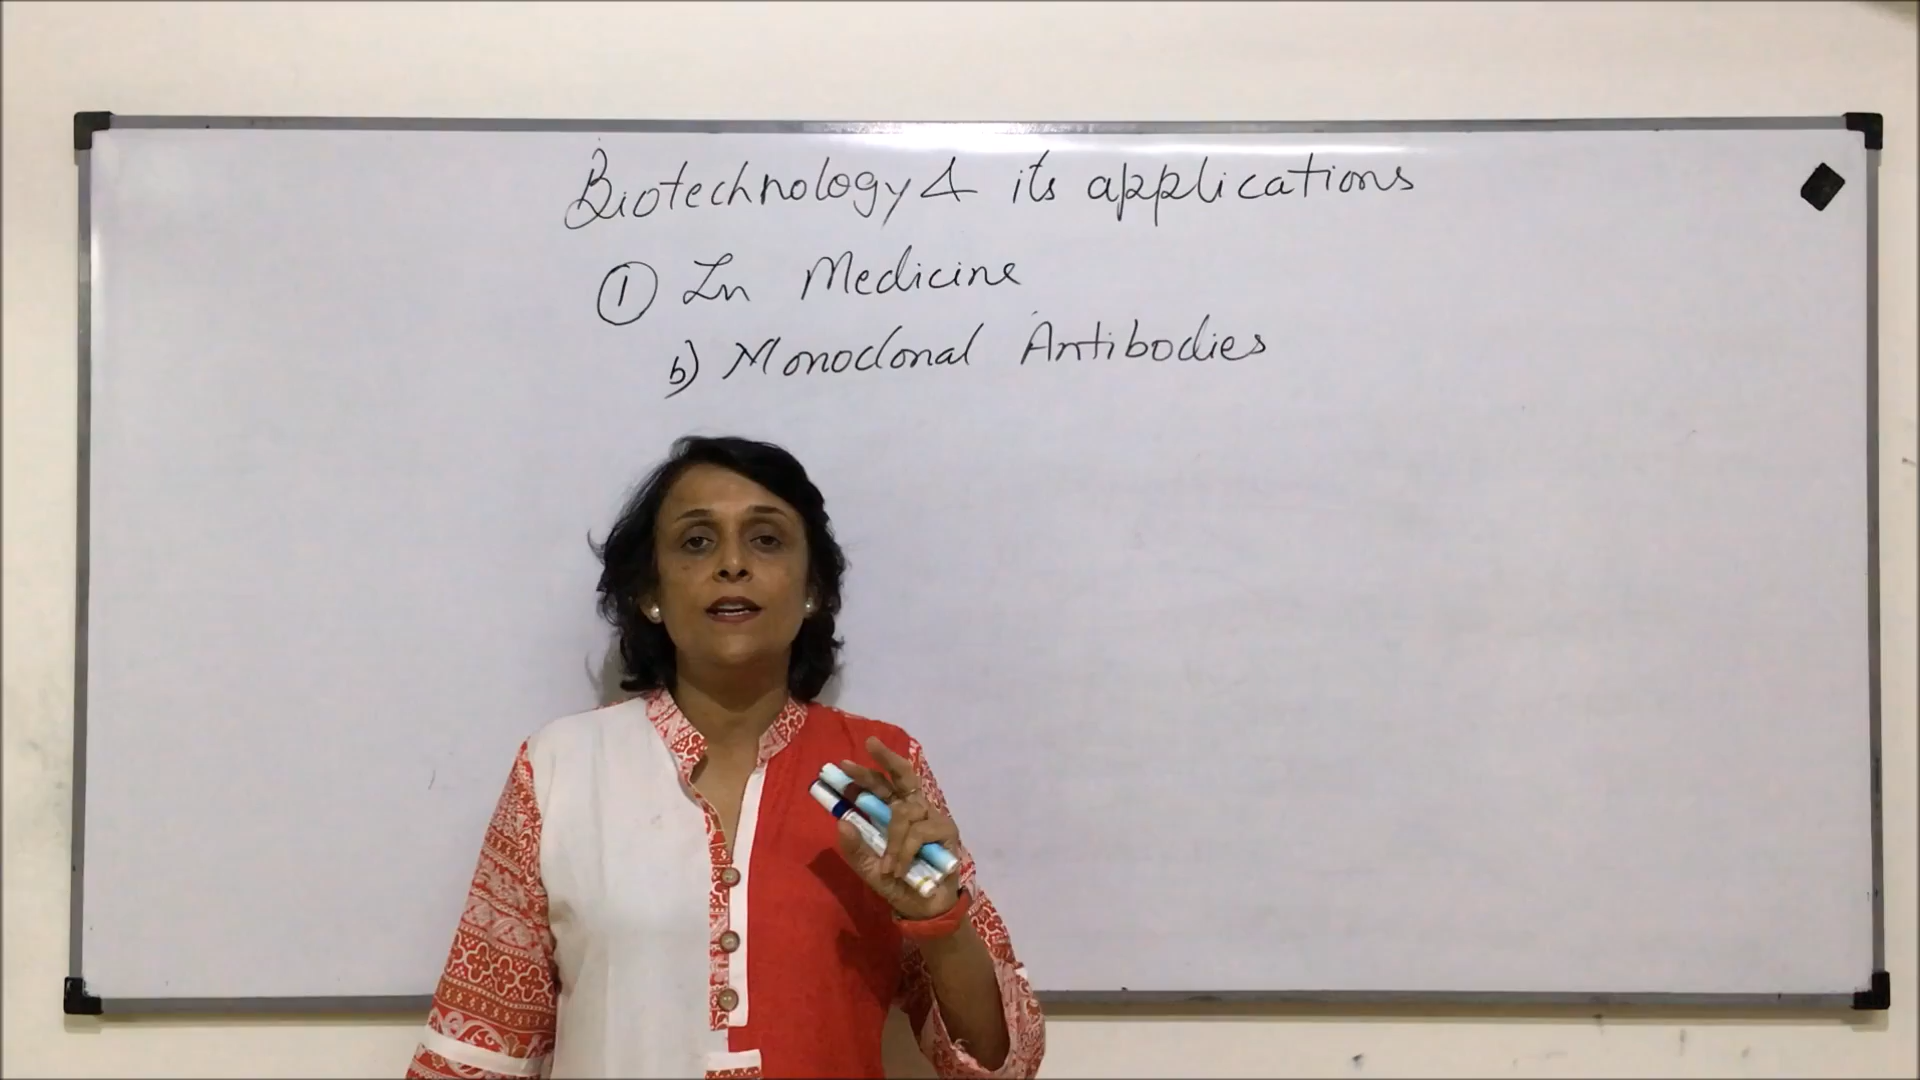 Biotechnology & its applications
① In Medicine
b) Monoclonal Antibodies